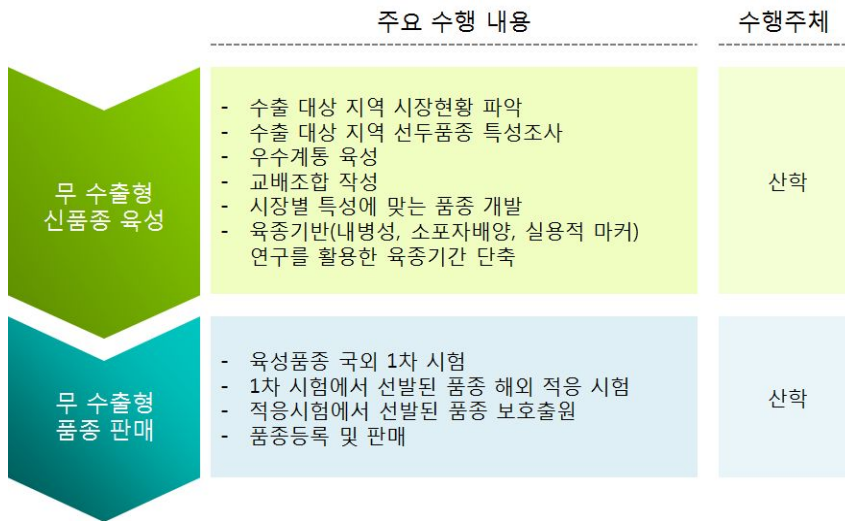 주요 수행 내용
수행주체
무 수출형
신품종 육성
- 수출 대상 지역 시장현황 파악
- 수출 대상 지역 선두품종 특성조사
- 우수계통 육성
- 교배조합 작성
- 시장별 특성에 맞는 품종 개발
- 육종기반(내병성, 소포자배양, 실용적 마커)
연구를 활용한 육종기간 단축
산학
무 수출형
품종 판매
- 육성품종 국외 1차 시험
- 1차 시험에서 선발된 품종 해외 적응 시험
- 적응시험에서 선발된 품종 보호출원
- 품종등록 및 판매
산학